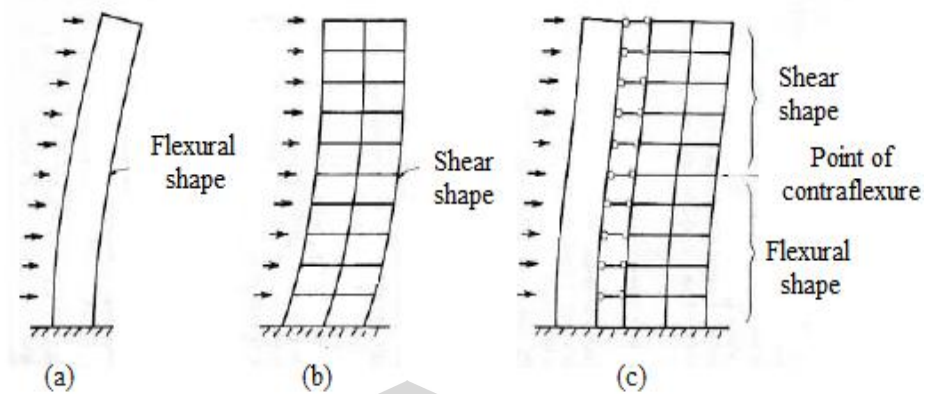 Flexural
shape
Shear
shape
Shear
shape
Point of
contraflexure
Flexural
shape
(a)
(b)
(c)